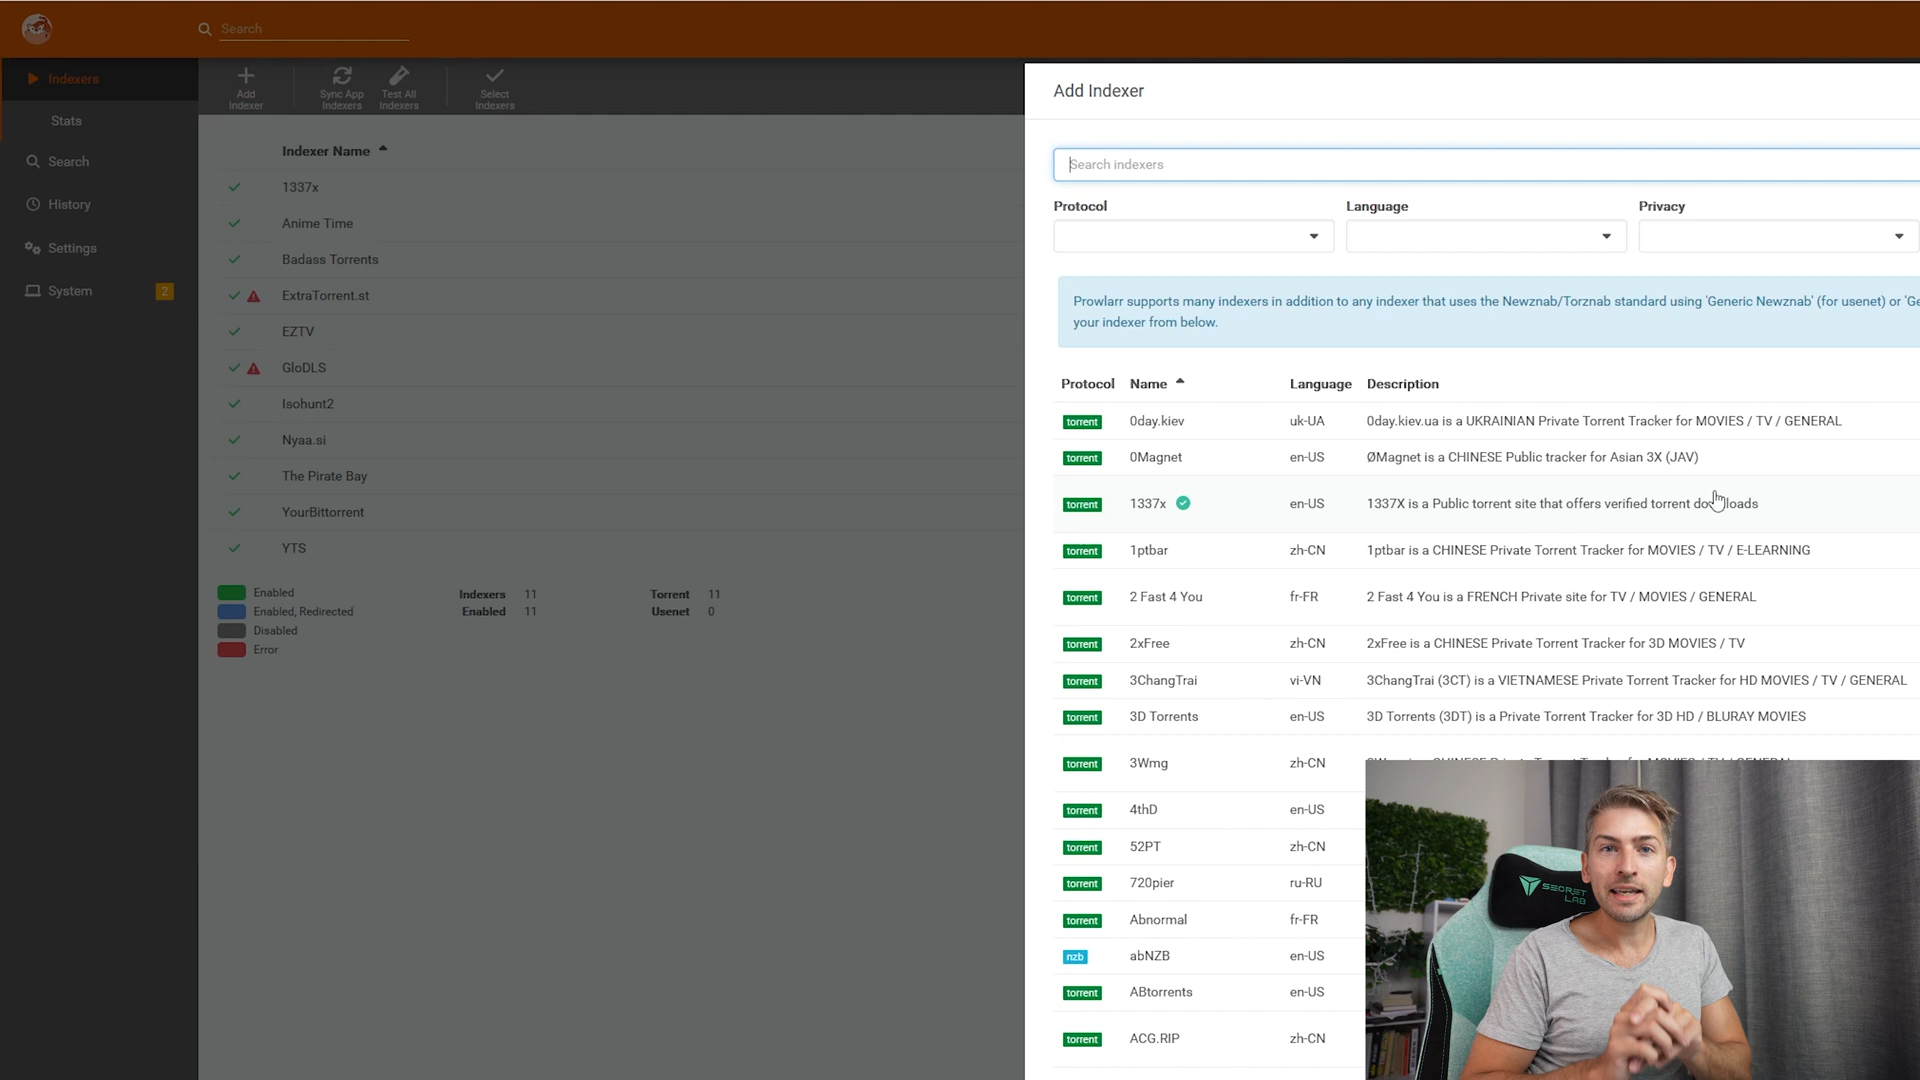 Search
Indexers
Stats
Search
History
Settings
System
2
Add
Indexer
Sync App
Indexers
Test All
Indexers
Select
Indexers
Indexer Name
1337x
Anime Time
Badass Torrents
ExtraTorrent.st
EZTV
GloDLS
Isohunt2
Nyaa.si
The Pirate Bay
YourBittorrent
YTS
Enabled
Enabled, Redirected
Disabled
Error
Indexers 11
Enabled 11
Torrent 11
Usenet 0
Add Indexer
Search indexers
Protocol
Language
Privacy
Prowlarr supports many indexers in addition to any indexer that uses the Newznab/Torznab standard using 'Generic Newznab' (for usenet) or 'Ge
your indexer from below.
Protocol Name Language Description
torrent 0day.kiev uk-UA 0day.kiev.ua is a UKRAINIAN Private Torrent Tracker for MOVIES / TV / GENERAL
torrent 0Magnet en-US ØMagnet is a CHINESE Public tracker for Asian 3X (JAV)
torrent 1337x en-US 1337X is a Public torrent site that offers verified torrent downloads
torrent 1ptbar zh-CN 1ptbar is a CHINESE Private Torrent Tracker for MOVIES / TV / E-LEARNING
torrent 2 Fast 4 You fr-FR 2 Fast 4 You is a FRENCH Private site for TV / MOVIES / GENERAL
torrent 2xFree zh-CN 2xFree is a CHINESE Private Torrent Tracker for 3D MOVIES / TV
torrent 3ChangTrai vi-VN 3ChangTrai (3CT) is a VIETNAMESE Private Torrent Tracker for HD MOVIES / TV / GENERAL
torrent 3D Torrents en-US 3D Torrents (3DT) is a Private Torrent Tracker for 3D HD / BLURAY MOVIES
torrent 3Wmg zh-CN
torrent 4thD en-US
torrent 52PT zh-CN
torrent 720pier ru-RU
torrent Abnormal fr-FR
nzb abNZB en-US
torrent ABtorrents en-US
torrent ACG.RIP zh-CN
SECRET
LAB